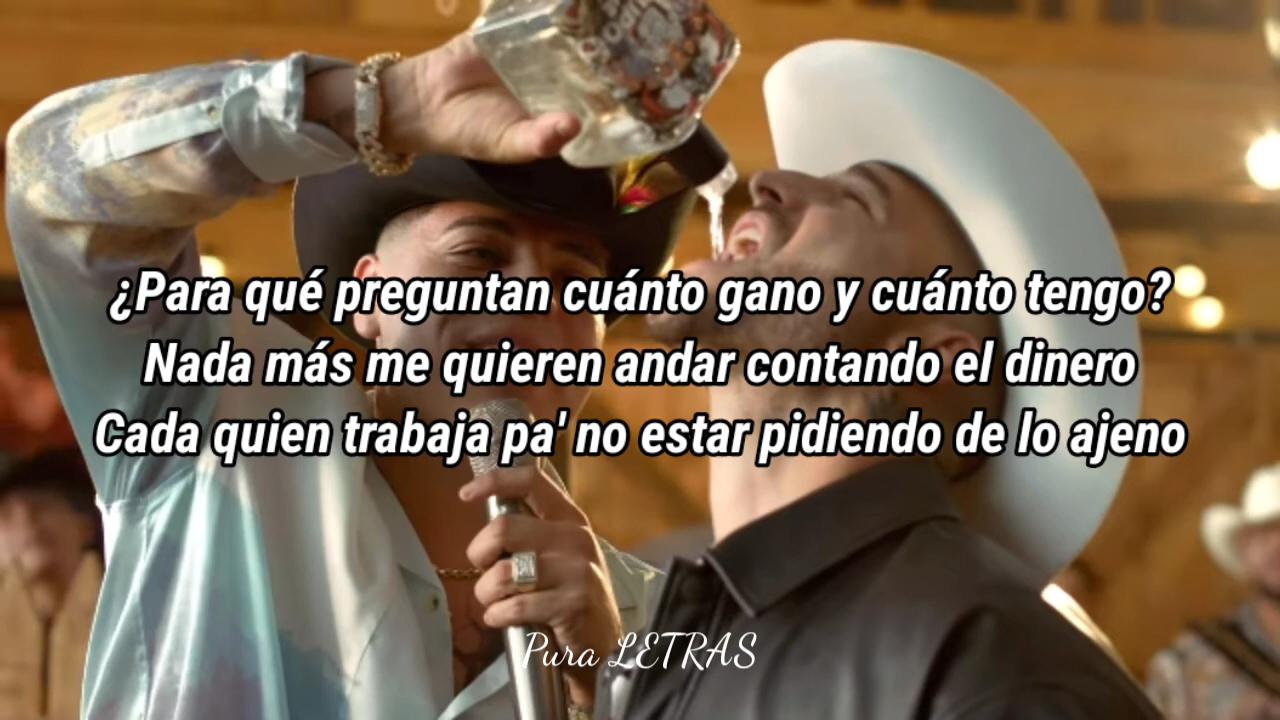 ¿Para qué preguntan cuánto gano y cuánto tengo?
Nada más me quieren andar contando el dinero
Cada quien trabaja pa' no estar pidiendo de lo ajeno
Pura LETRAS